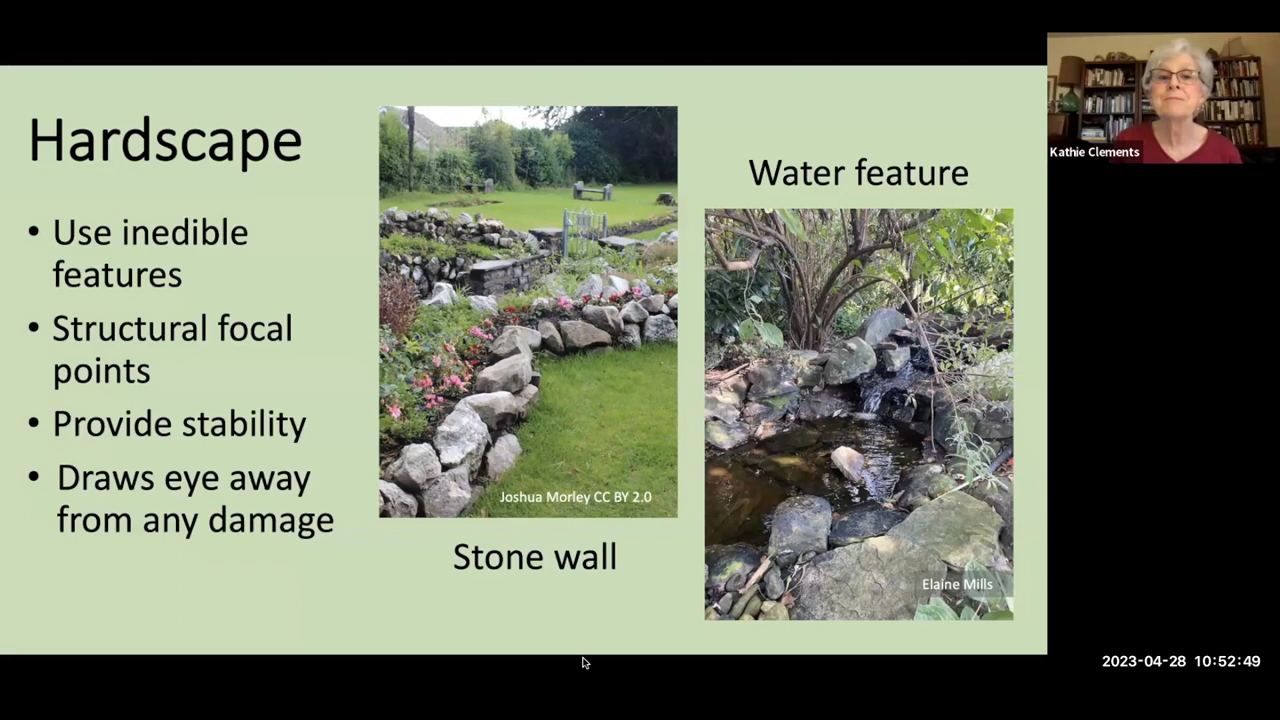 Hardscape
• Use inedible
features
• Structural focal
points
• Provide stability
• Draws eye away
from any damage
Joshua Morley CC BY 2.0
Stone wall
Water feature
Elaine Mills
Kathie Clements
2023-04-28 10:52:49